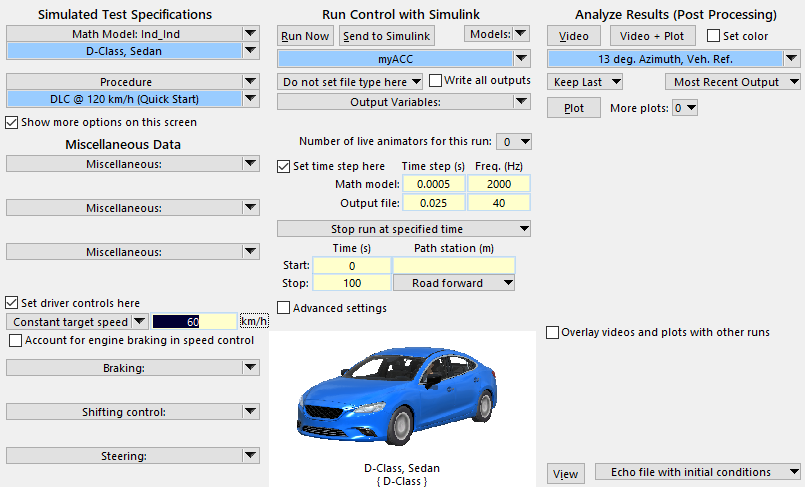 Simulated Test Specifications
Math Model: Ind_Ind
D-Class, Sedan
Procedure
DLC @ 120 km/h (Quick Start)
Show more options on this screen
Miscellaneous Data
Miscellaneous:
Miscellaneous:
Miscellaneous:
Set driver controls here
Constant target speed 60 km/h
Account for engine braking in speed control
Braking:
Shifting control:
Steering:
Run Control with Simulink
Run Now Send to Simulink Models:
myACC
Do not set file type here Write all outputs
Output Variables:
Number of live animators for this run: 0
Set time step here Time step (s) Freq. (Hz)
Math model: 0.0005 2000
Output file: 0.025 40
Stop run at specified time
Time (s) Path station (m)
Start: 0
Stop: 100 Road forward
Advanced settings
D-Class, Sedan
{ D-Class }
Analyze Results (Post Processing)
Video Video + Plot Set color
13 deg. Azimuth, Veh. Ref.
Keep Last Most Recent Output
Plot More plots: 0
Overlay videos and plots with other runs
View Echo file with initial conditions